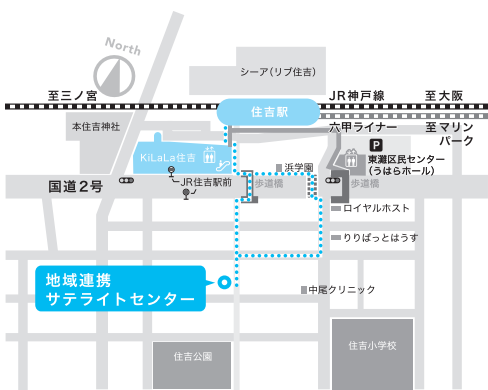 North
シーア(リブ住吉)
至三ノ宮
住吉駅
JR神戸線
至大阪
本住吉神社
六甲ライナー
至マリン
パーク
KiLaLa住吉
P
東灘区民センター
(うはらホール)
浜学園
JR住吉駅前
国道2号
歩道橋
歩道橋
ロイヤルホスト
りりぱっとはうす
地域連携
サテライトセンター
中尾クリニック
住吉公園
住吉小学校